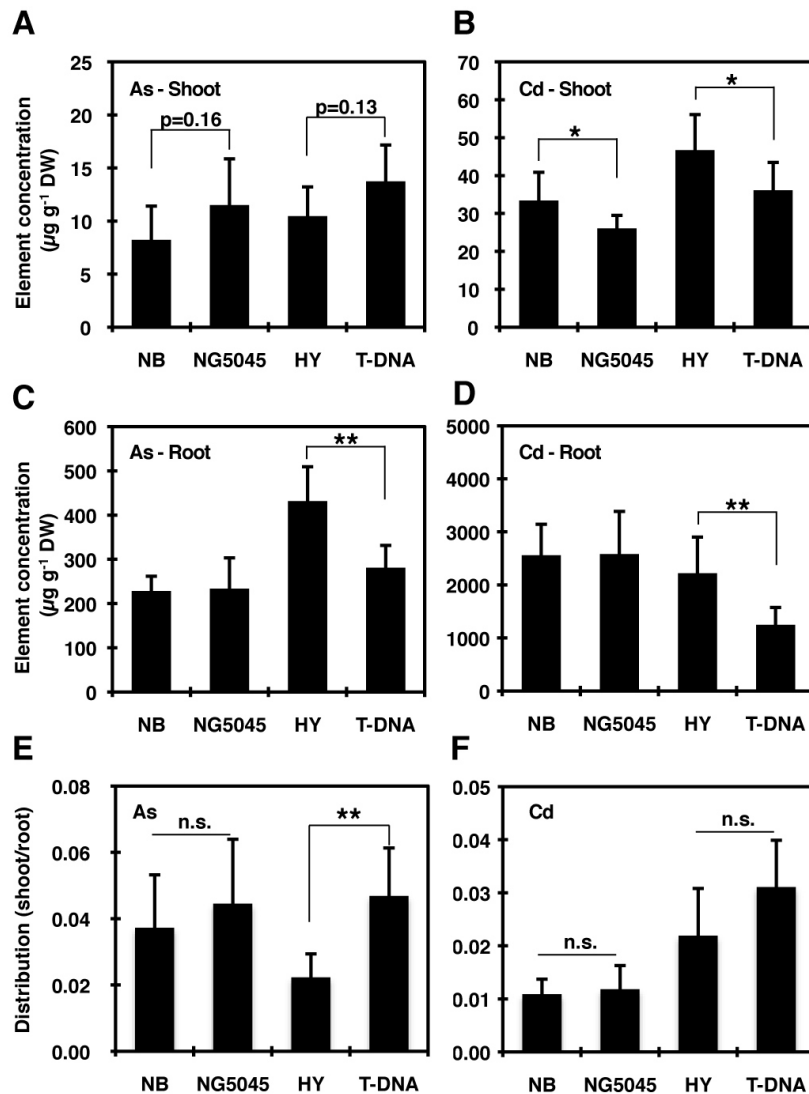 A
As - Shoot
p=0.16
p=0.13
25
20
15
10
5
0
Element concentration
(µg g-1 DW)
NB
NG5045
HY
T-DNA
B
Cd - Shoot
*
*
70
60
50
40
30
20
10
0
NB
NG5045
HY
T-DNA
C
As - Root
**
600
500
400
300
200
100
0
Element concentration
(µg g-1 DW)
NB
NG5045
HY
T-DNA
D
Cd - Root
**
5000
4000
3000
2000
1000
0
NB
NG5045
HY
T-DNA
E
As
n.s.
**
0.08
0.06
0.04
0.02
0.00
Distribution (shoot/root)
NB
NG5045
HY
T-DNA
F
Cd
n.s.
n.s.
0.05
0.04
0.03
0.02
0.01
0.00
NB
NG5045
HY
T-DNA